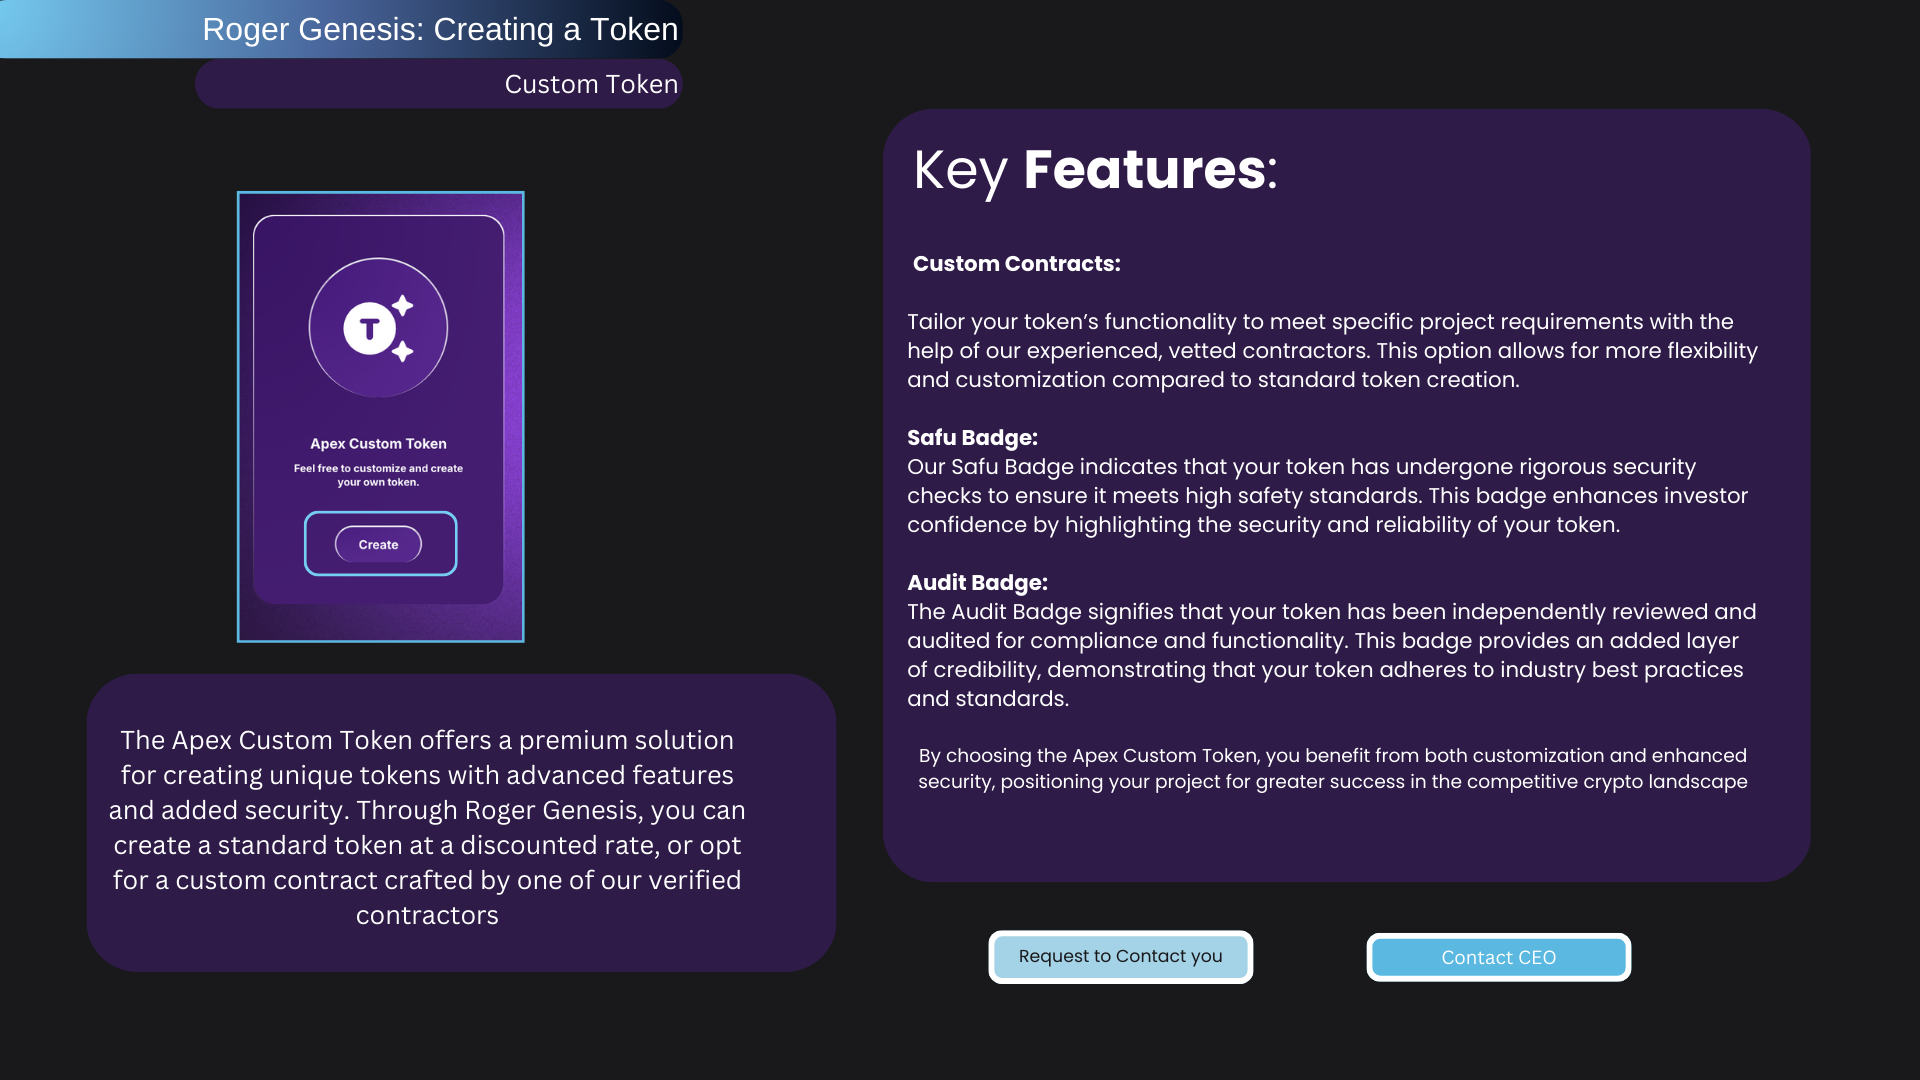 Roger Genesis: Creating a Token
Custom Token
T
Apex Custom Token
Feel free to customize and create
your own token.
Create
The Apex Custom Token offers a premium solution
for creating unique tokens with advanced features
and added security. Through Roger Genesis, you can
create a standard token at a discounted rate, or opt
for a custom contract crafted by one of our verified
contractors
Key Features:
Custom Contracts:
Tailor your token’s functionality to meet specific project requirements with the
help of our experienced, vetted contractors. This option allows for more flexibility
and customization compared to standard token creation.
Safu Badge:
Our Safu Badge indicates that your token has undergone rigorous security
checks to ensure it meets high safety standards. This badge enhances investor
confidence by highlighting the security and reliability of your token.
Audit Badge:
The Audit Badge signifies that your token has been independently reviewed and
audited for compliance and functionality. This badge provides an added layer
of credibility, demonstrating that your token adheres to industry best practices
and standards.
By choosing the Apex Custom Token, you benefit from both customization and enhanced
security, positioning your project for greater success in the competitive crypto landscape
Request to Contact you
Contact CEO